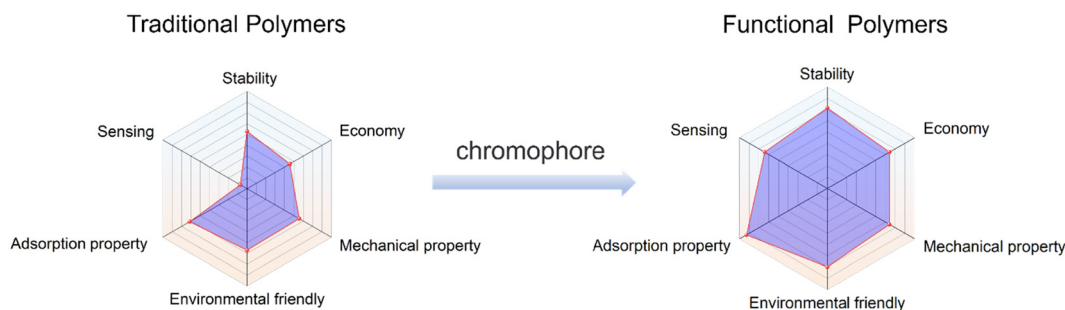 Traditional Polymers
Stability
Sensing
Economy
Adsorption property
Mechanical property
Environmental friendly
chromophore
Functional Polymers
Stability
Sensing
Economy
Adsorption property
Mechanical property
Environmental friendly